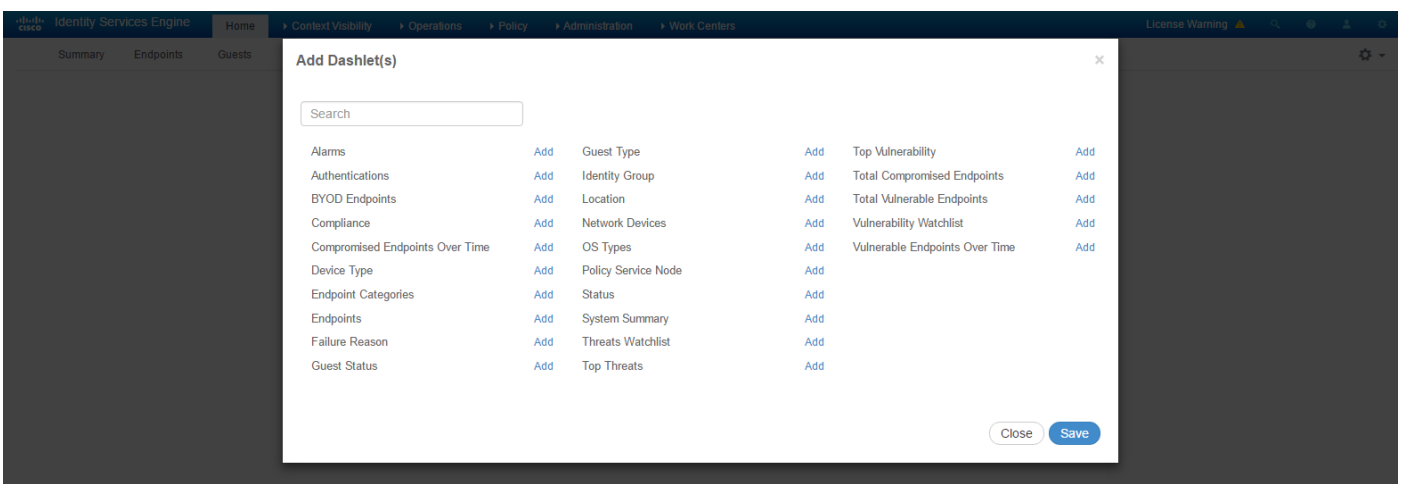 CISCO Identity Services Engine Home Context Visibility Operations Policy Administration Work Centers License Warning
Summary Endpoints Guests
Add Dashlet(s) ×
Search
Alarms Add Guest Type Add Top Vulnerability Add
Authentications Add Identity Group Add Total Compromised Endpoints Add
BYOD Endpoints Add Location Add Total Vulnerable Endpoints Add
Compliance Add Network Devices Add Vulnerability Watchlist Add
Compromised Endpoints Over Time Add OS Types Add Vulnerable Endpoints Over Time Add
Device Type Add Policy Service Node Add
Endpoint Categories Add Status Add
Endpoints Add System Summary Add
Failure Reason Add Threats Watchlist Add
Guest Status Add Top Threats Add
Close Save